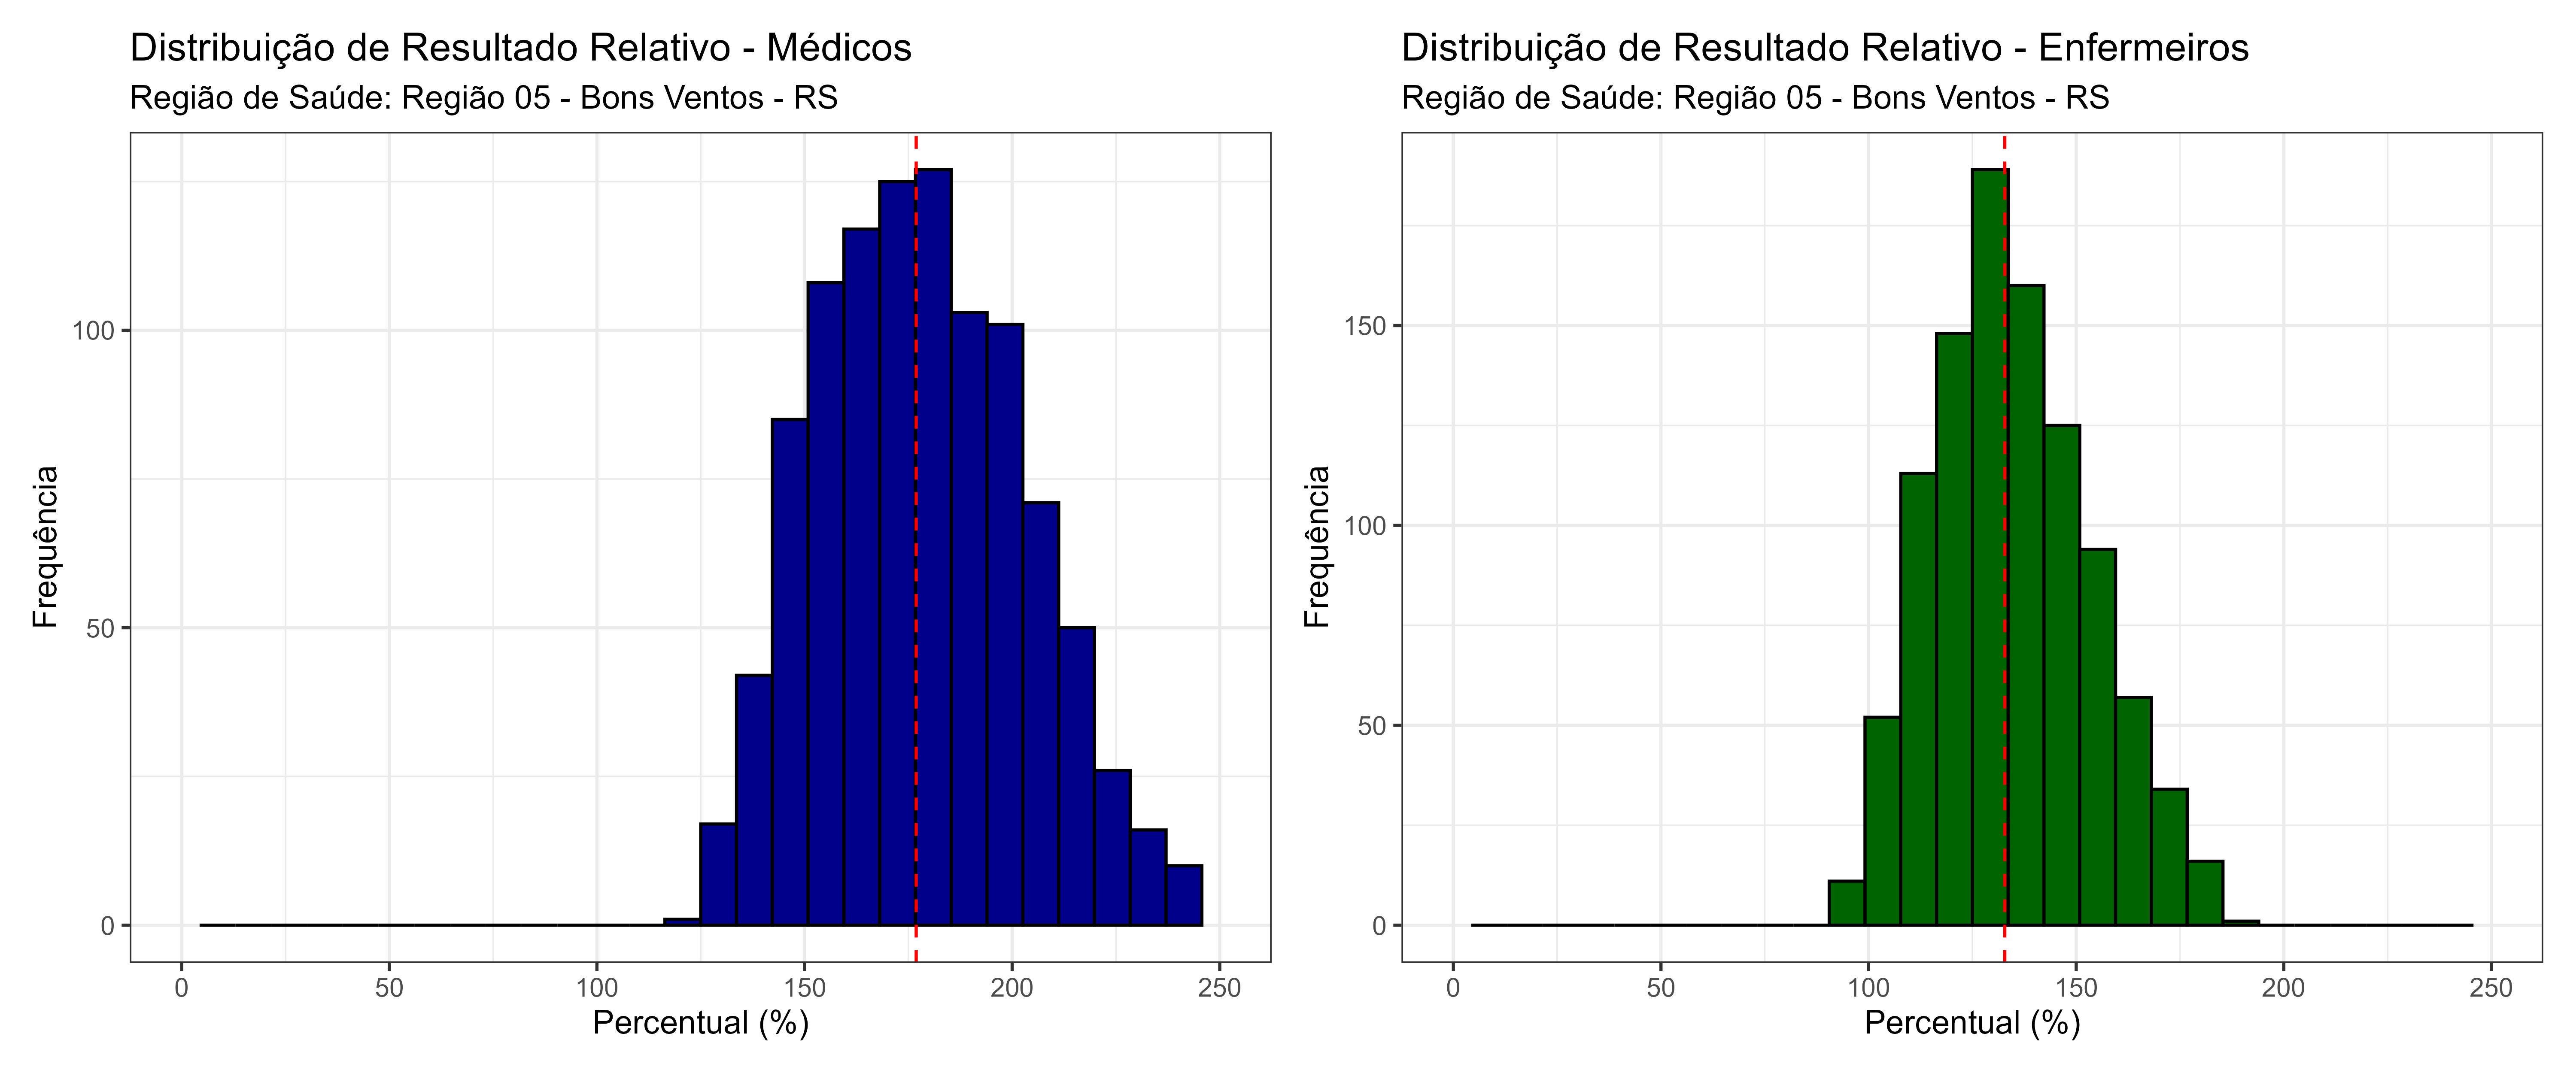 Distribuição de Resultado Relativo - Médicos
Região de Saúde: Região 05 - Bons Ventos - RS
Frequência
100
50
0
0 50 100 150 200 250
Percentual (%)
Distribuição de Resultado Relativo - Enfermeiros
Região de Saúde: Região 05 - Bons Ventos - RS
Frequência
150
100
50
0
0 50 100 150 200 250
Percentual (%)